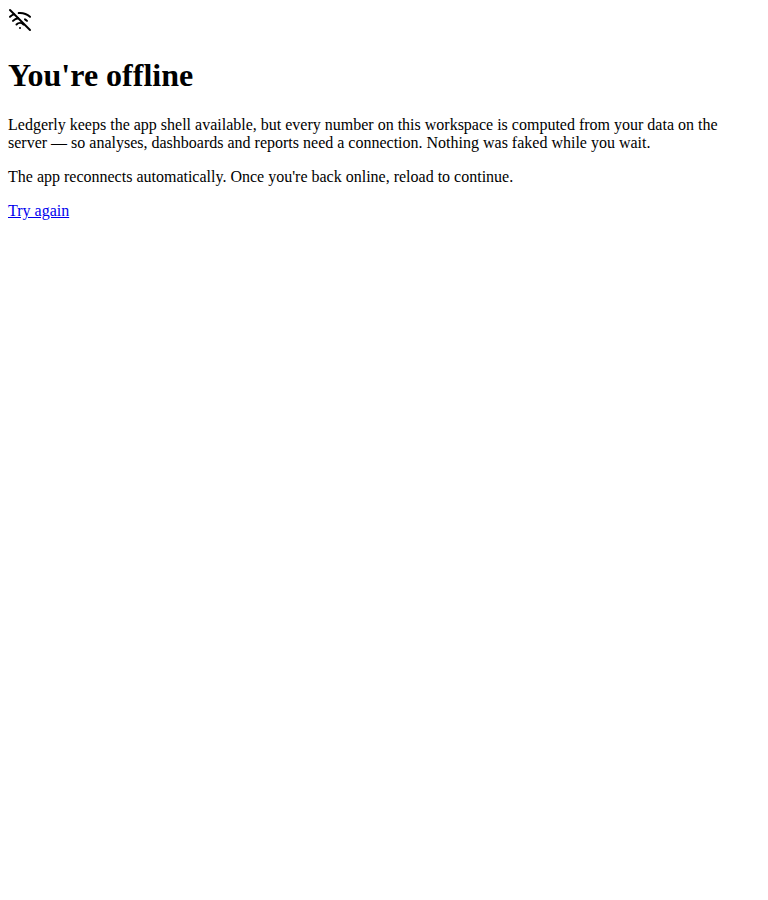 You're offline
Ledgerly keeps the app shell available, but every number on this workspace is computed from your data on the
server — so analyses, dashboards and reports need a connection. Nothing was faked while you wait.
The app reconnects automatically. Once you're back online, reload to continue.
Try again